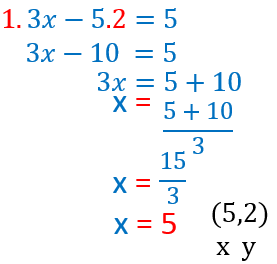 1. 3x − 5.2 = 5
3x − 10 = 5
3x = 5 + 10
x = (5 + 10)/3
x = 15/3
x = 5 (5,2)
x y